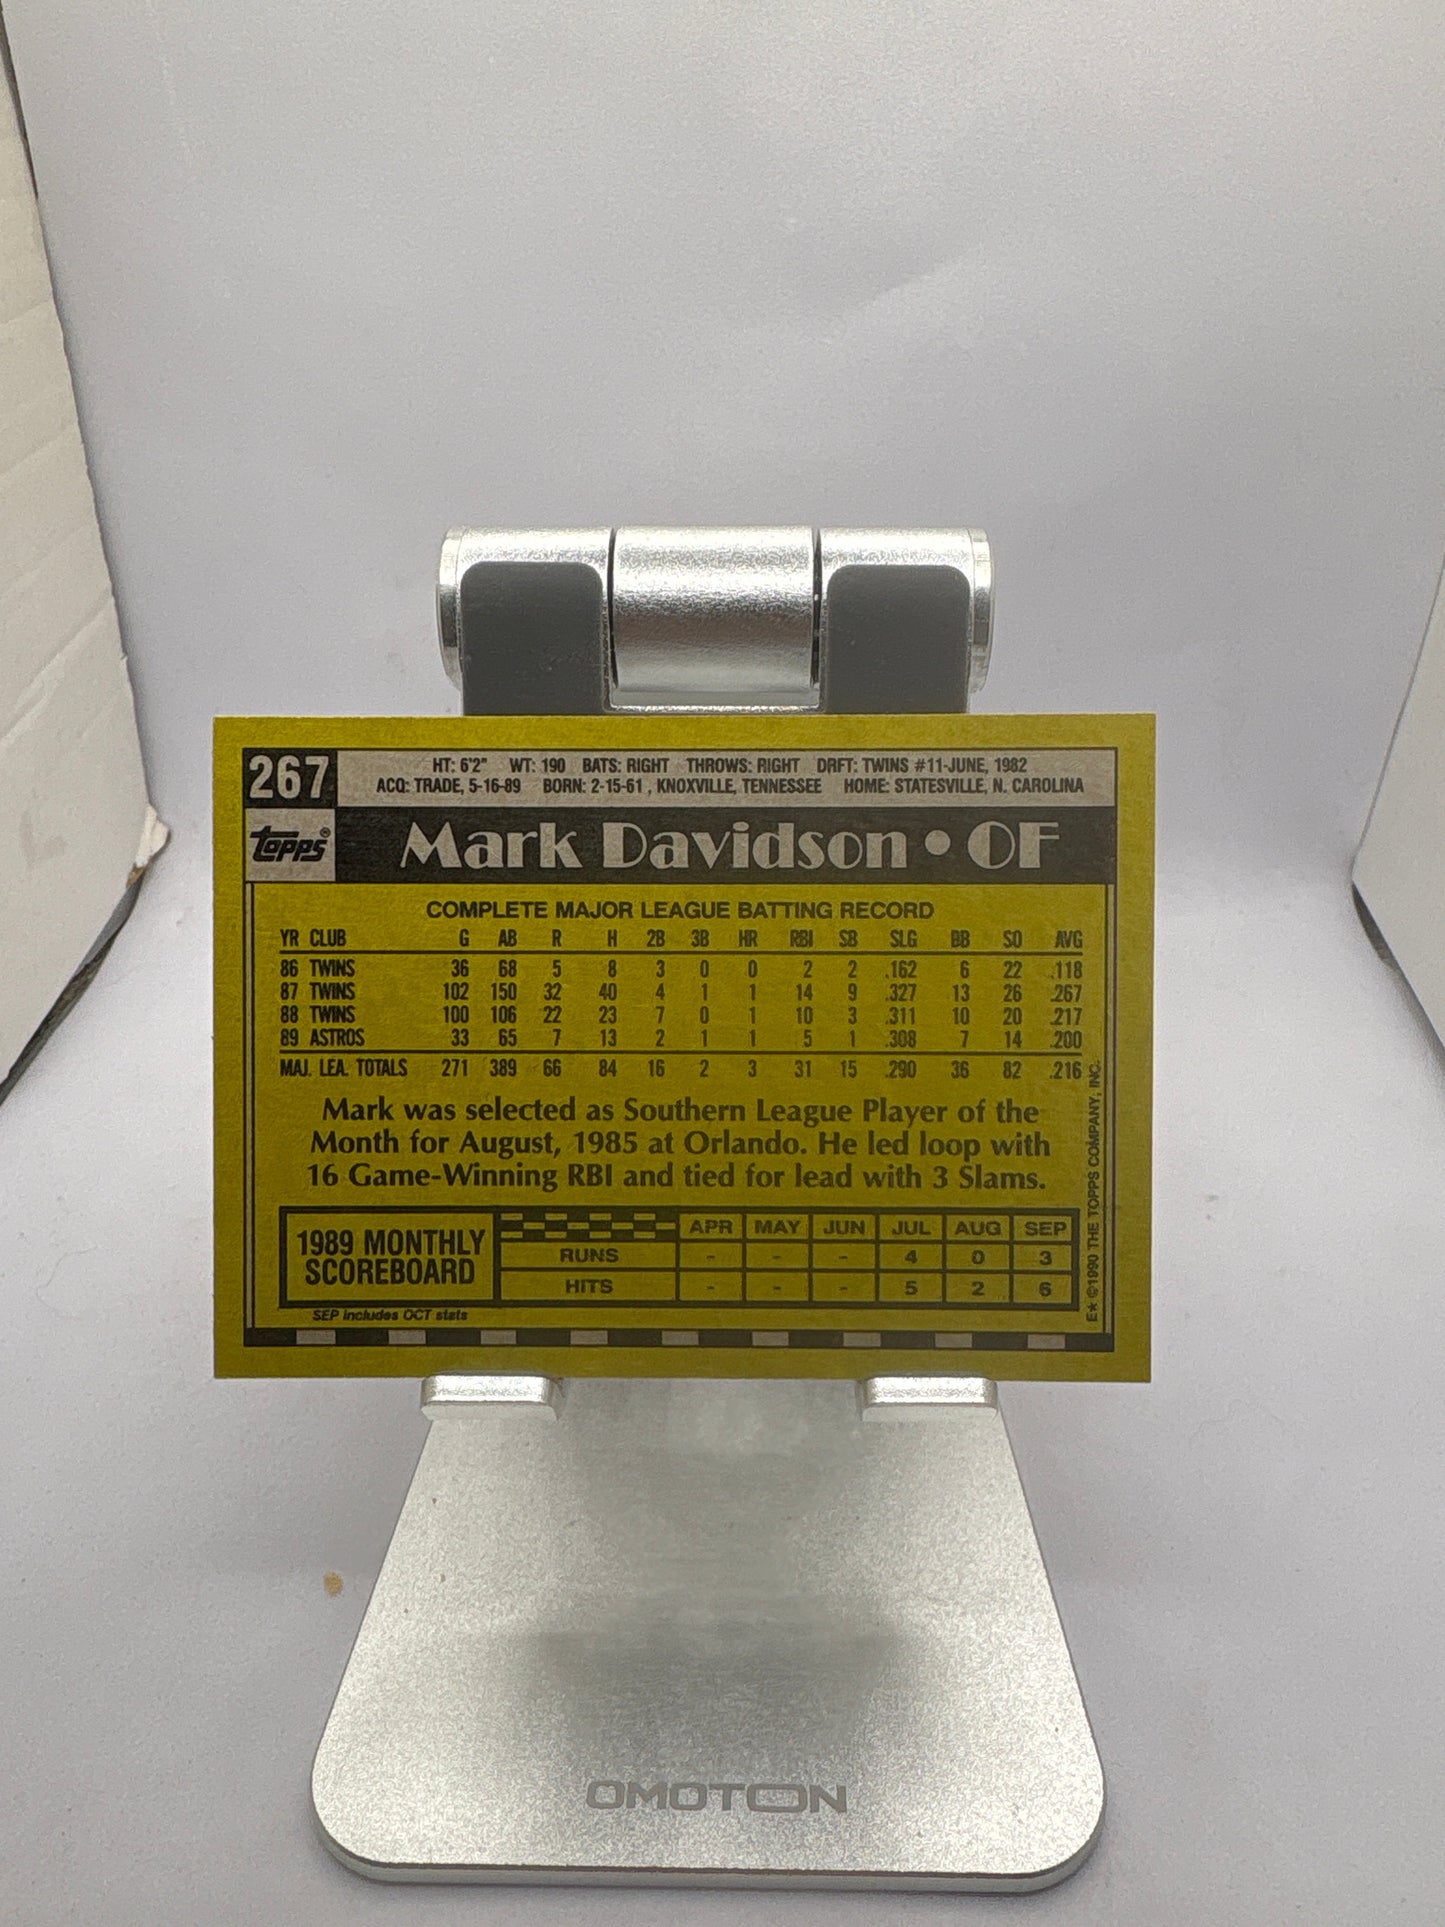 267
HT: 6'2" WT: 190 BATS: RIGHT THROWS: RIGHT DRFT: TWINS #11-JUNE, 1982
ACQ: TRADE, 5-16-89 BORN: 2-15-61 , KNOXVILLE, TENNESSEE HOME: STATESVILLE, N. CAROLINA
TOPPS®
Mark Davidson • OF
COMPLETE MAJOR LEAGUE BATTING RECORD
YR CLUB G AB R H 2B 3B HR RBI SB SLG BB SO AVG
86 TWINS 36 68 5 8 3 0 0 2 2 .162 6 22 .118
87 TWINS 102 150 32 40 4 1 1 14 9 .327 13 26 .267
88 TWINS 100 106 22 23 7 0 1 10 3 .311 10 20 .217
89 ASTROS 33 65 7 13 2 1 1 5 1 .308 7 14 .200
MAJ. LEA. TOTALS 271 389 66 84 16 2 3 31 15 .290 36 82 .216
Mark was selected as Southern League Player of the
Month for August, 1985 at Orlando. He led loop with
16 Game-Winning RBI and tied for lead with 3 Slams.
1989 MONTHLY
SCOREBOARD
APR MAY JUN JUL AUG SEP
RUNS - - - 4 0 3
HITS - - - 5 2 6
SEP includes OCT stats
E★ ©1990 THE TOPPS COMPANY, INC.
OMOTON